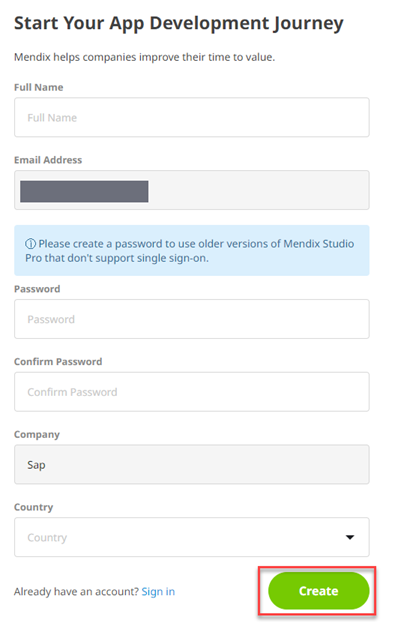 Start Your App Development Journey
Mendix helps companies improve their time to value.
Full Name
Full Name
Email Address
Please create a password to use older versions of Mendix Studio
Pro that don't support single sign-on.
Password
Password
Confirm Password
Confirm Password
Company
Sap
Country
Country
Already have an account? Sign in
Create